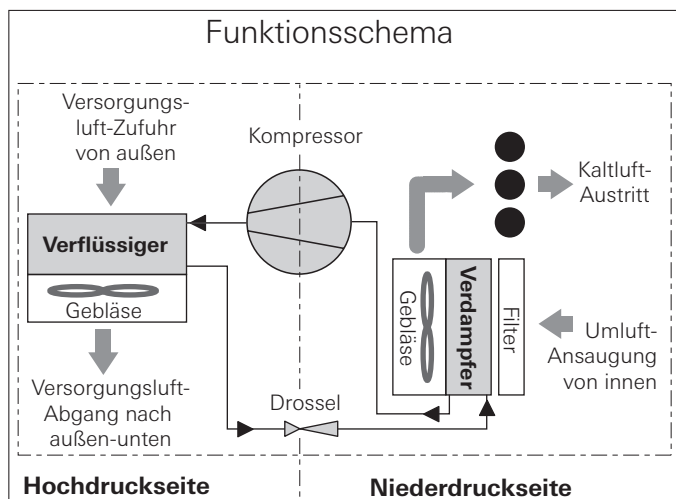 Funktionsschema
Versorgungs-
luft-Zufuhr
von außen
Kompressor
Kaltluft-
Austritt
Verflüssiger
Gebläse
Gebläse
Verdampfer
Filter
Umluft-
Ansaugung
von innen
Versorgungsluft-
Abgang nach
außen-unten
Drossel
Hochdruckseite
Niederdruckseite